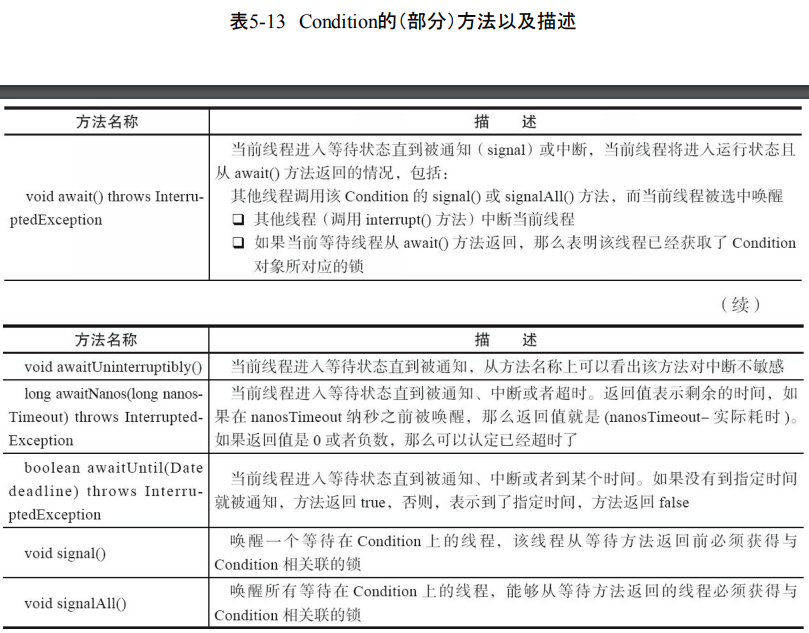 表5-13 Condition的(部分)方法以及描述
方法名称 描 述
void await() throws Interru-
ptedException
当前线程进入等待状态直到被通知（signal）或中断，当前线程将进入运行状态且
从 await() 方法返回的情况，包括：
其他线程调用该 Condition 的 signal() 或 signalAll() 方法，而当前线程被选中唤醒
❑ 其他线程（调用 interrupt() 方法）中断当前线程
❑ 如果当前等待线程从 await() 方法返回，那么表明该线程已经获取了 Condition
对象所对应的锁
（续）
方法名称 描 述
void awaitUninterruptibly()
当前线程进入等待状态直到被通知，从方法名称上可以看出该方法对中断不敏感
long awaitNanos(long nanos-
Timeout) throws Interrupted-
Exception
当前线程进入等待状态直到被通知、中断或者超时。返回值表示剩余的时间，如
果在 nanosTimeout 纳秒之前被唤醒，那么返回值就是 (nanosTimeout– 实际耗时 )。
如果返回值是 0 或者负数，那么可以认定已经超时了
boolean awaitUntil(Date
deadline) throws Interru-
ptedException
当前线程进入等待状态直到被通知、中断或者到某个时间。如果没有到指定时间
就被通知，方法返回 true，否则，表示到了指定时间，方法返回 false
void signal()
唤醒一个等待在 Condition 上的线程，该线程从等待方法返回前必须获得与
Condition 相关联的锁
void signalAll()
唤醒所有等待在 Condition 上的线程，能够从等待方法返回的线程必须获得与
Condition 相关联的锁